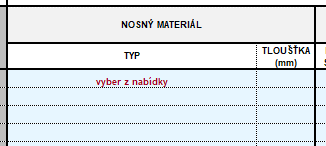 NOSNÝ MATERIÁL
TYP
TLOUŠŤKA
(mm)
vyber z nabídky